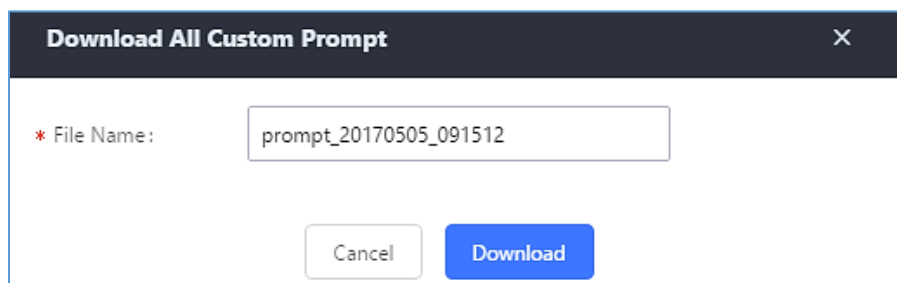 Download All Custom Prompt
* File Name: prompt_20170505_091512
Cancel Download